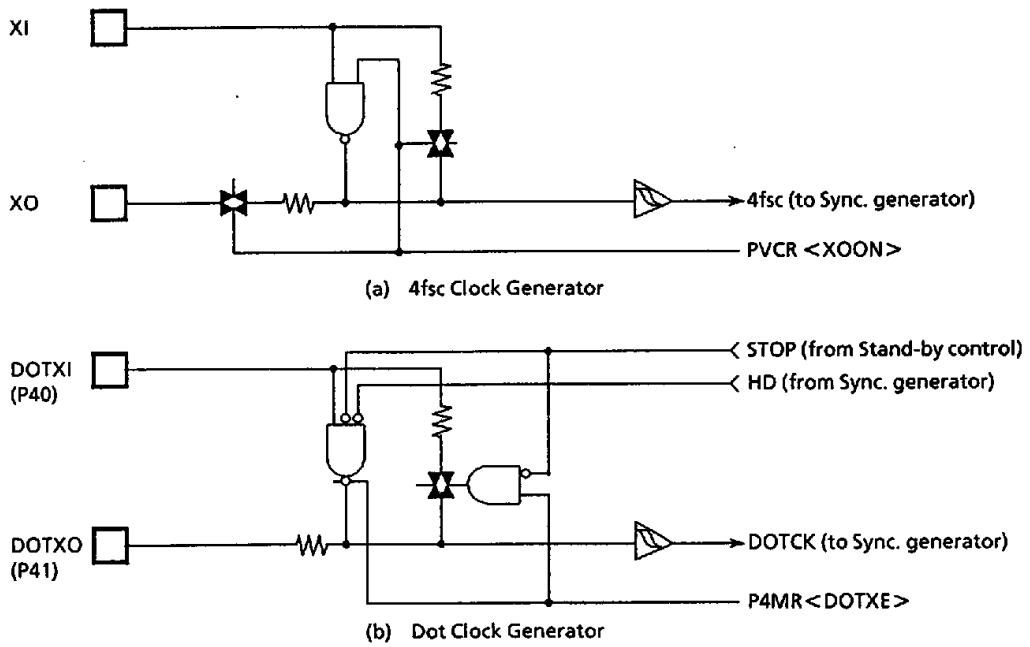 XI
XO
4fsc (to Sync. generator)
PVCR <XOON>
(a) 4fsc Clock Generator
DOTXI
(P40)
STOP (from Stand-by control)
HD (from Sync. generator)
DOTXO
(P41)
DOTCK (to Sync. generator)
P4MR<DOTXE>
(b) Dot Clock Generator